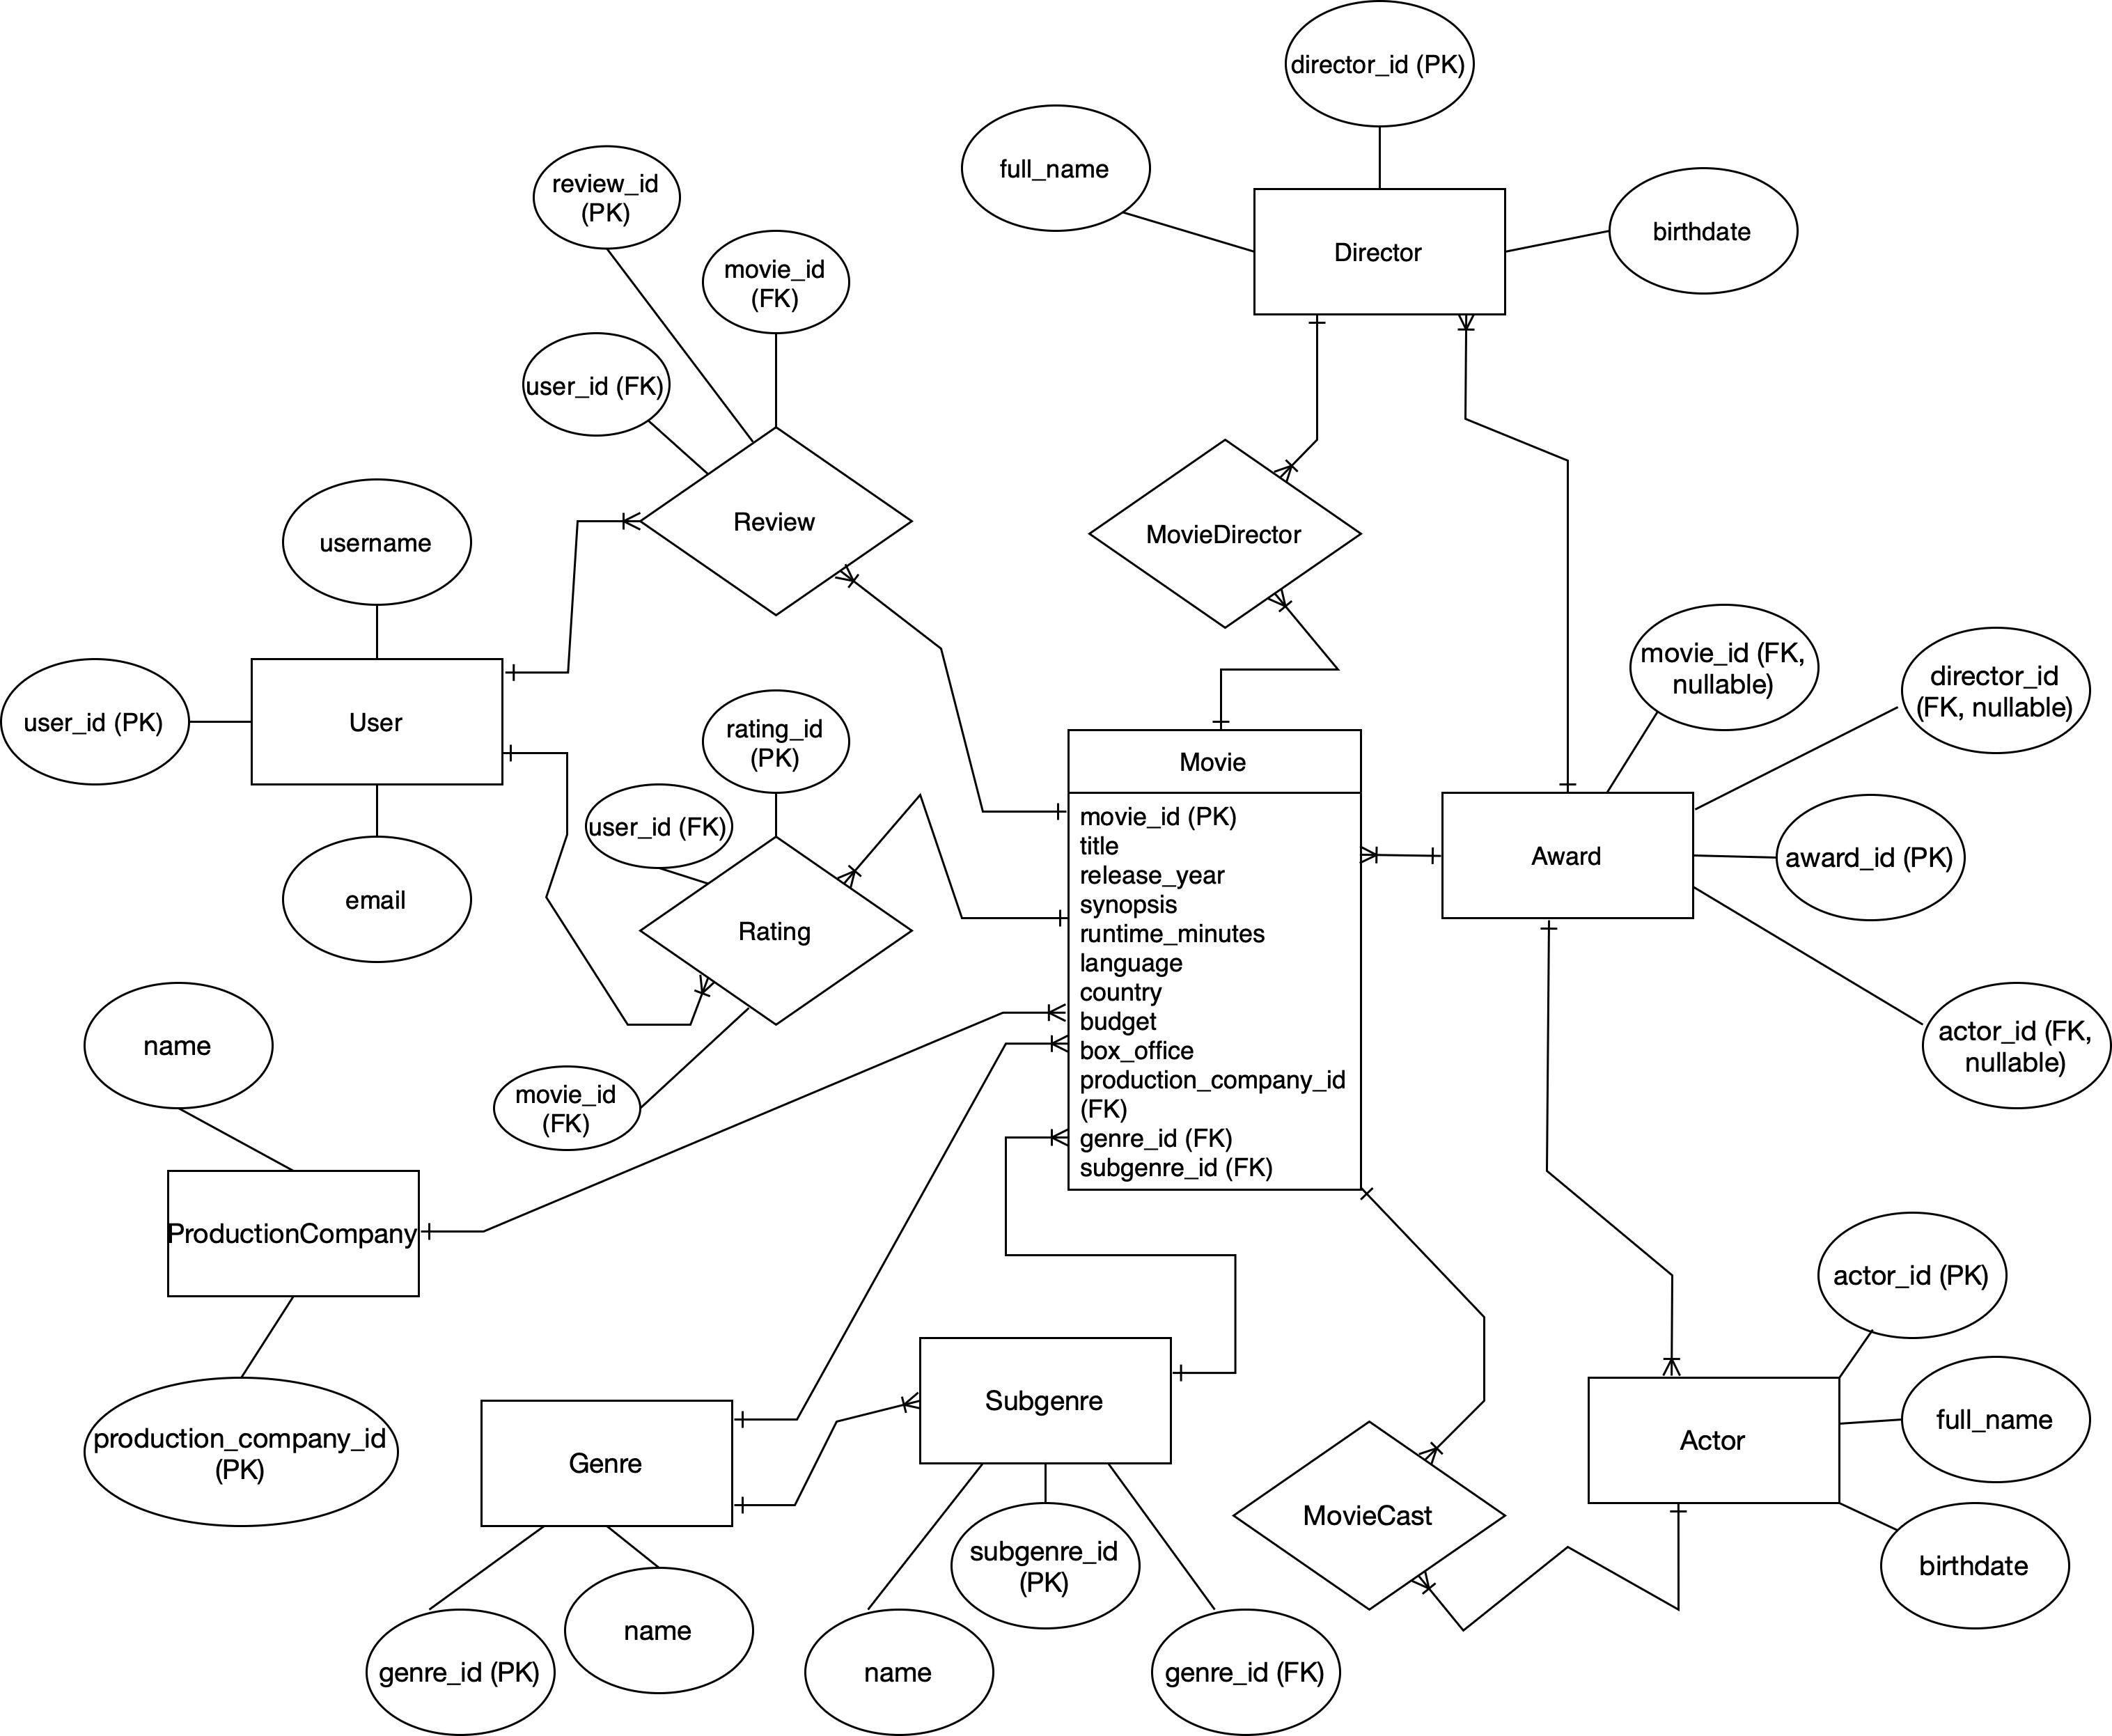 director_id (PK)
full_name
birthdate
Director
review_id
(PK)
movie_id
(FK)
user_id (FK)
Review
MovieDirector
username
user_id (PK)
User
email
rating_id
(PK)
user_id (FK)
Rating
movie_id
(FK)
Movie
movie_id (PK)
title
release_year
synopsis
runtime_minutes
language
country
budget
box_office
production_company_id
(FK)
genre_id (FK)
subgenre_id (FK)
movie_id (FK,
nullable)
director_id
(FK, nullable)
Award
award_id (PK)
actor_id (FK,
nullable)
name
ProductionCompany
production_company_id
(PK)
Genre
genre_id (PK)
name
Subgenre
subgenre_id
(PK)
name
genre_id (FK)
MovieCast
Actor
actor_id (PK)
full_name
birthdate